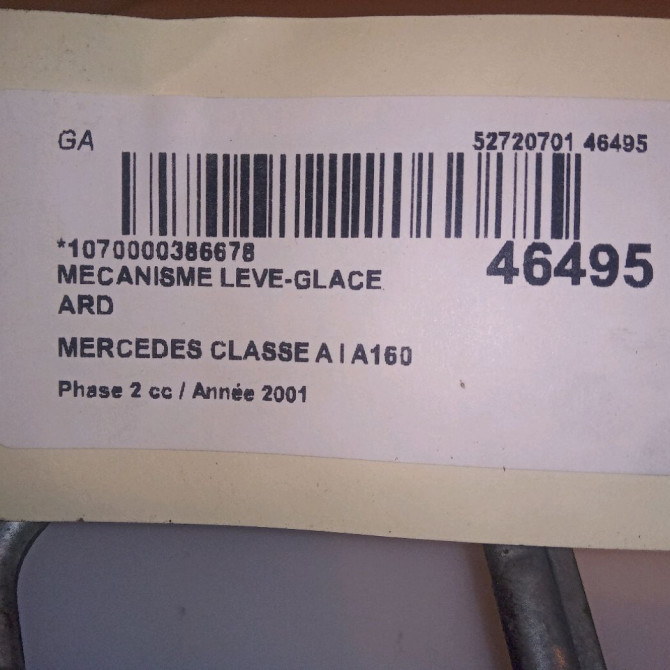 GA
52720701 46495
*1070000386678
46495
MECANISME LEVE-GLACE
ARD
MERCEDES CLASSE A I A160
Phase 2 cc / Année 2001